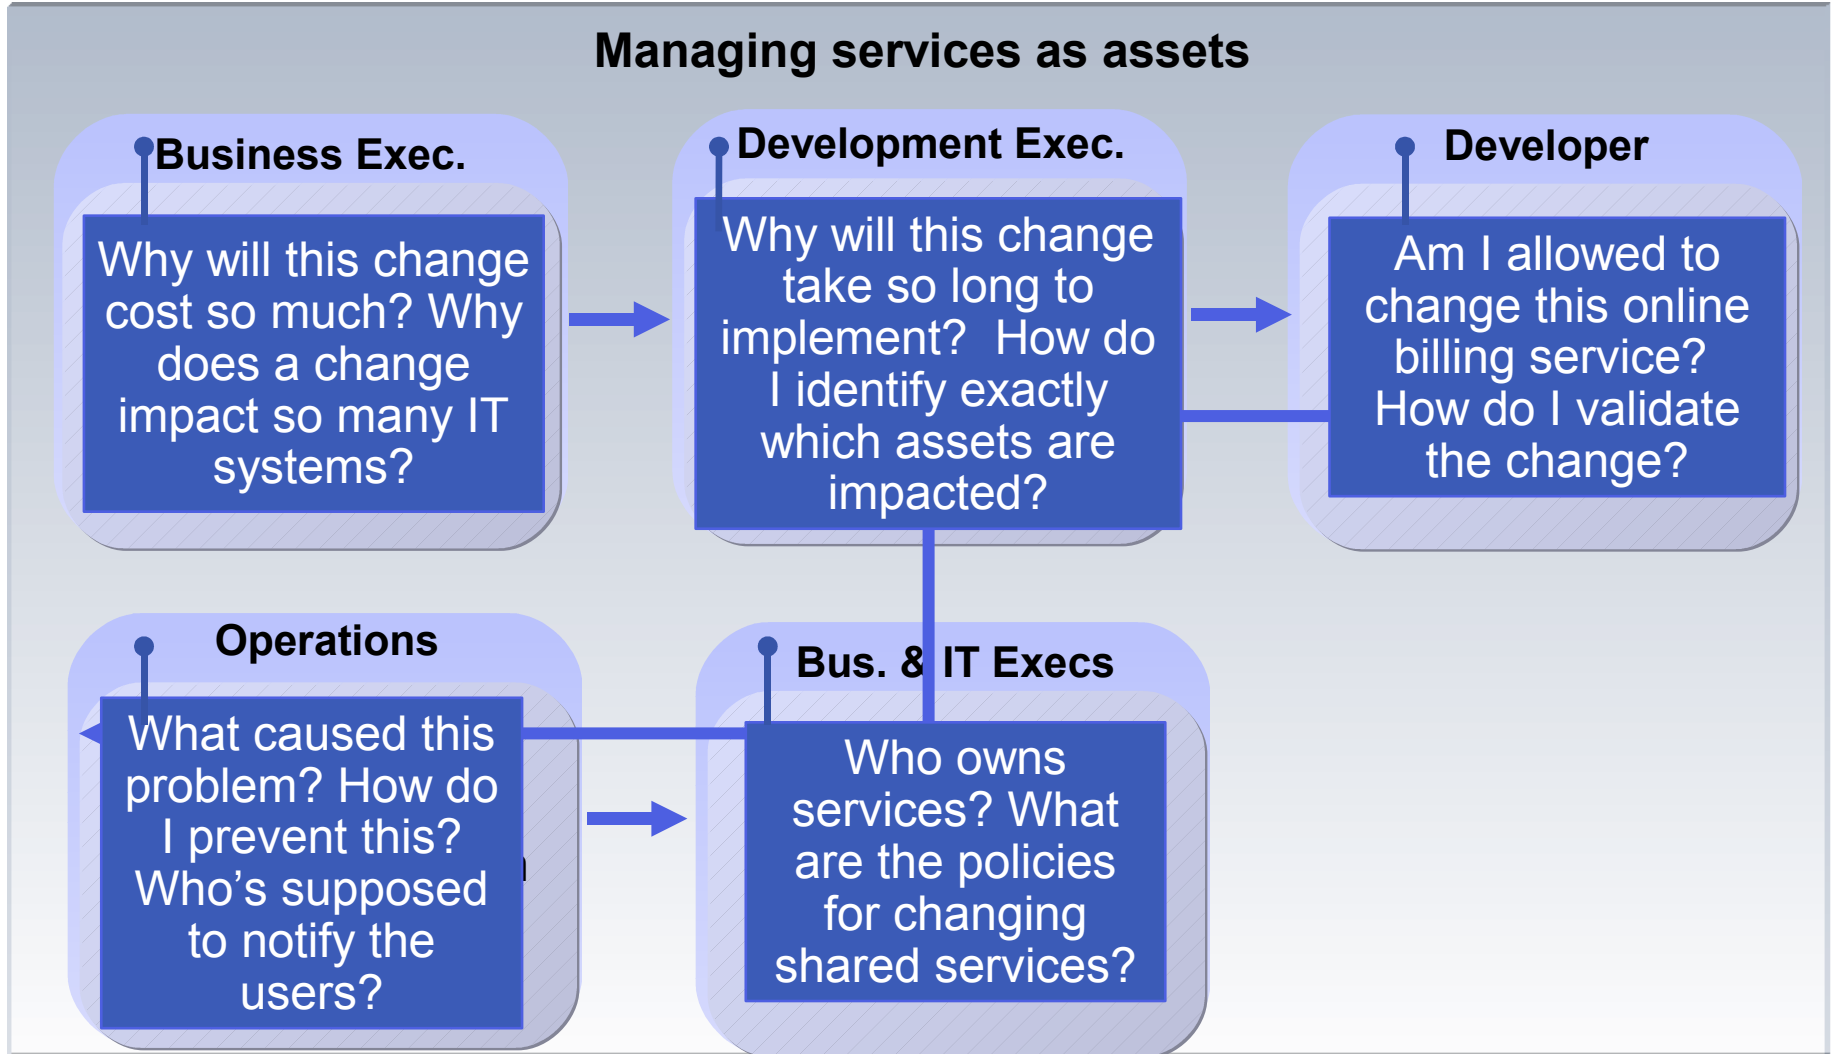 Managing services as assets
Business Exec.
Why will this change
cost so much? Why
does a change
impact so many IT
systems?
Development Exec.
Why will this change
take so long to
implement?  How do
I identify exactly
which assets are
impacted?
Developer
Am I allowed to
change this online
billing service?
How do I validate
the change?
Operations
What caused this
problem? How do
I prevent this?
Who’s supposed
to notify the
users?
Bus. & IT Execs
Who owns
services? What
are the policies
for changing
shared services?